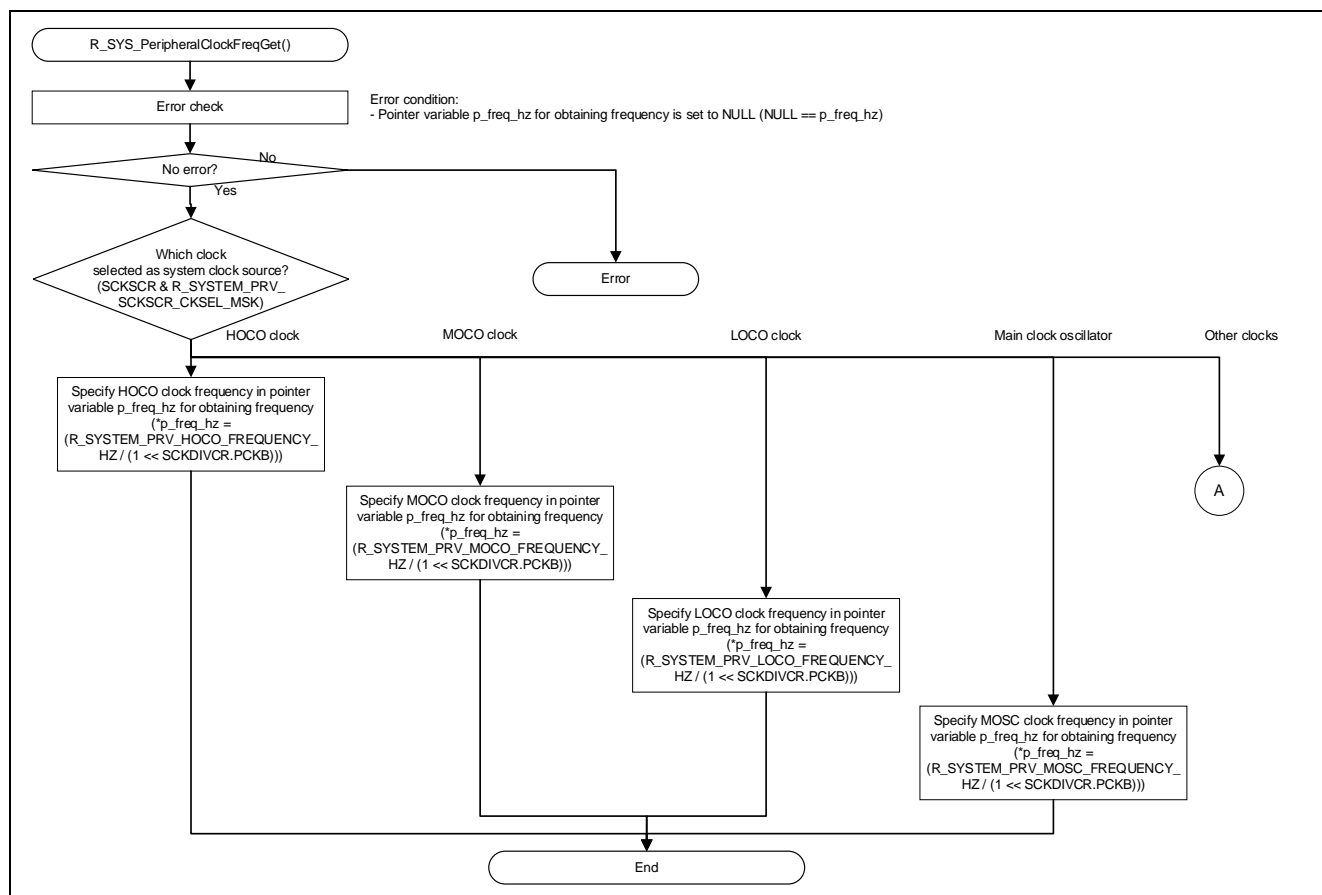 R_SYS_PeripheralClockFreqGet()
Error check
Error condition:
- Pointer variable p_freq_hz for obtaining frequency is set to NULL (NULL == p_freq_hz)
No error?
No
Yes
Which clock
selected as system clock source?
(SCKSCR & R_SYSTEM_PRV_
SCKSCR_CKSEL_MSK)
Error
HOCO clock
MOCO clock
LOCO clock
Main clock oscillator
Other clocks
Specify HOCO clock frequency in pointer
variable p_freq_hz for obtaining frequency
(*p_freq_hz =
(R_SYSTEM_PRV_HOCO_FREQUENCY_
HZ / (1 << SCKDIVCR.PCKB)))
A
Specify MOCO clock frequency in pointer
variable p_freq_hz for obtaining frequency
(*p_freq_hz =
(R_SYSTEM_PRV_MOCO_FREQUENCY_
HZ / (1 << SCKDIVCR.PCKB)))
Specify LOCO clock frequency in pointer
variable p_freq_hz for obtaining frequency
(*p_freq_hz =
(R_SYSTEM_PRV_LOCO_FREQUENCY_
HZ / (1 << SCKDIVCR.PCKB)))
Specify MOSC clock frequency in pointer
variable p_freq_hz for obtaining frequency
(*p_freq_hz =
(R_SYSTEM_PRV_MOSC_FREQUENCY_
HZ / (1 << SCKDIVCR.PCKB)))
End